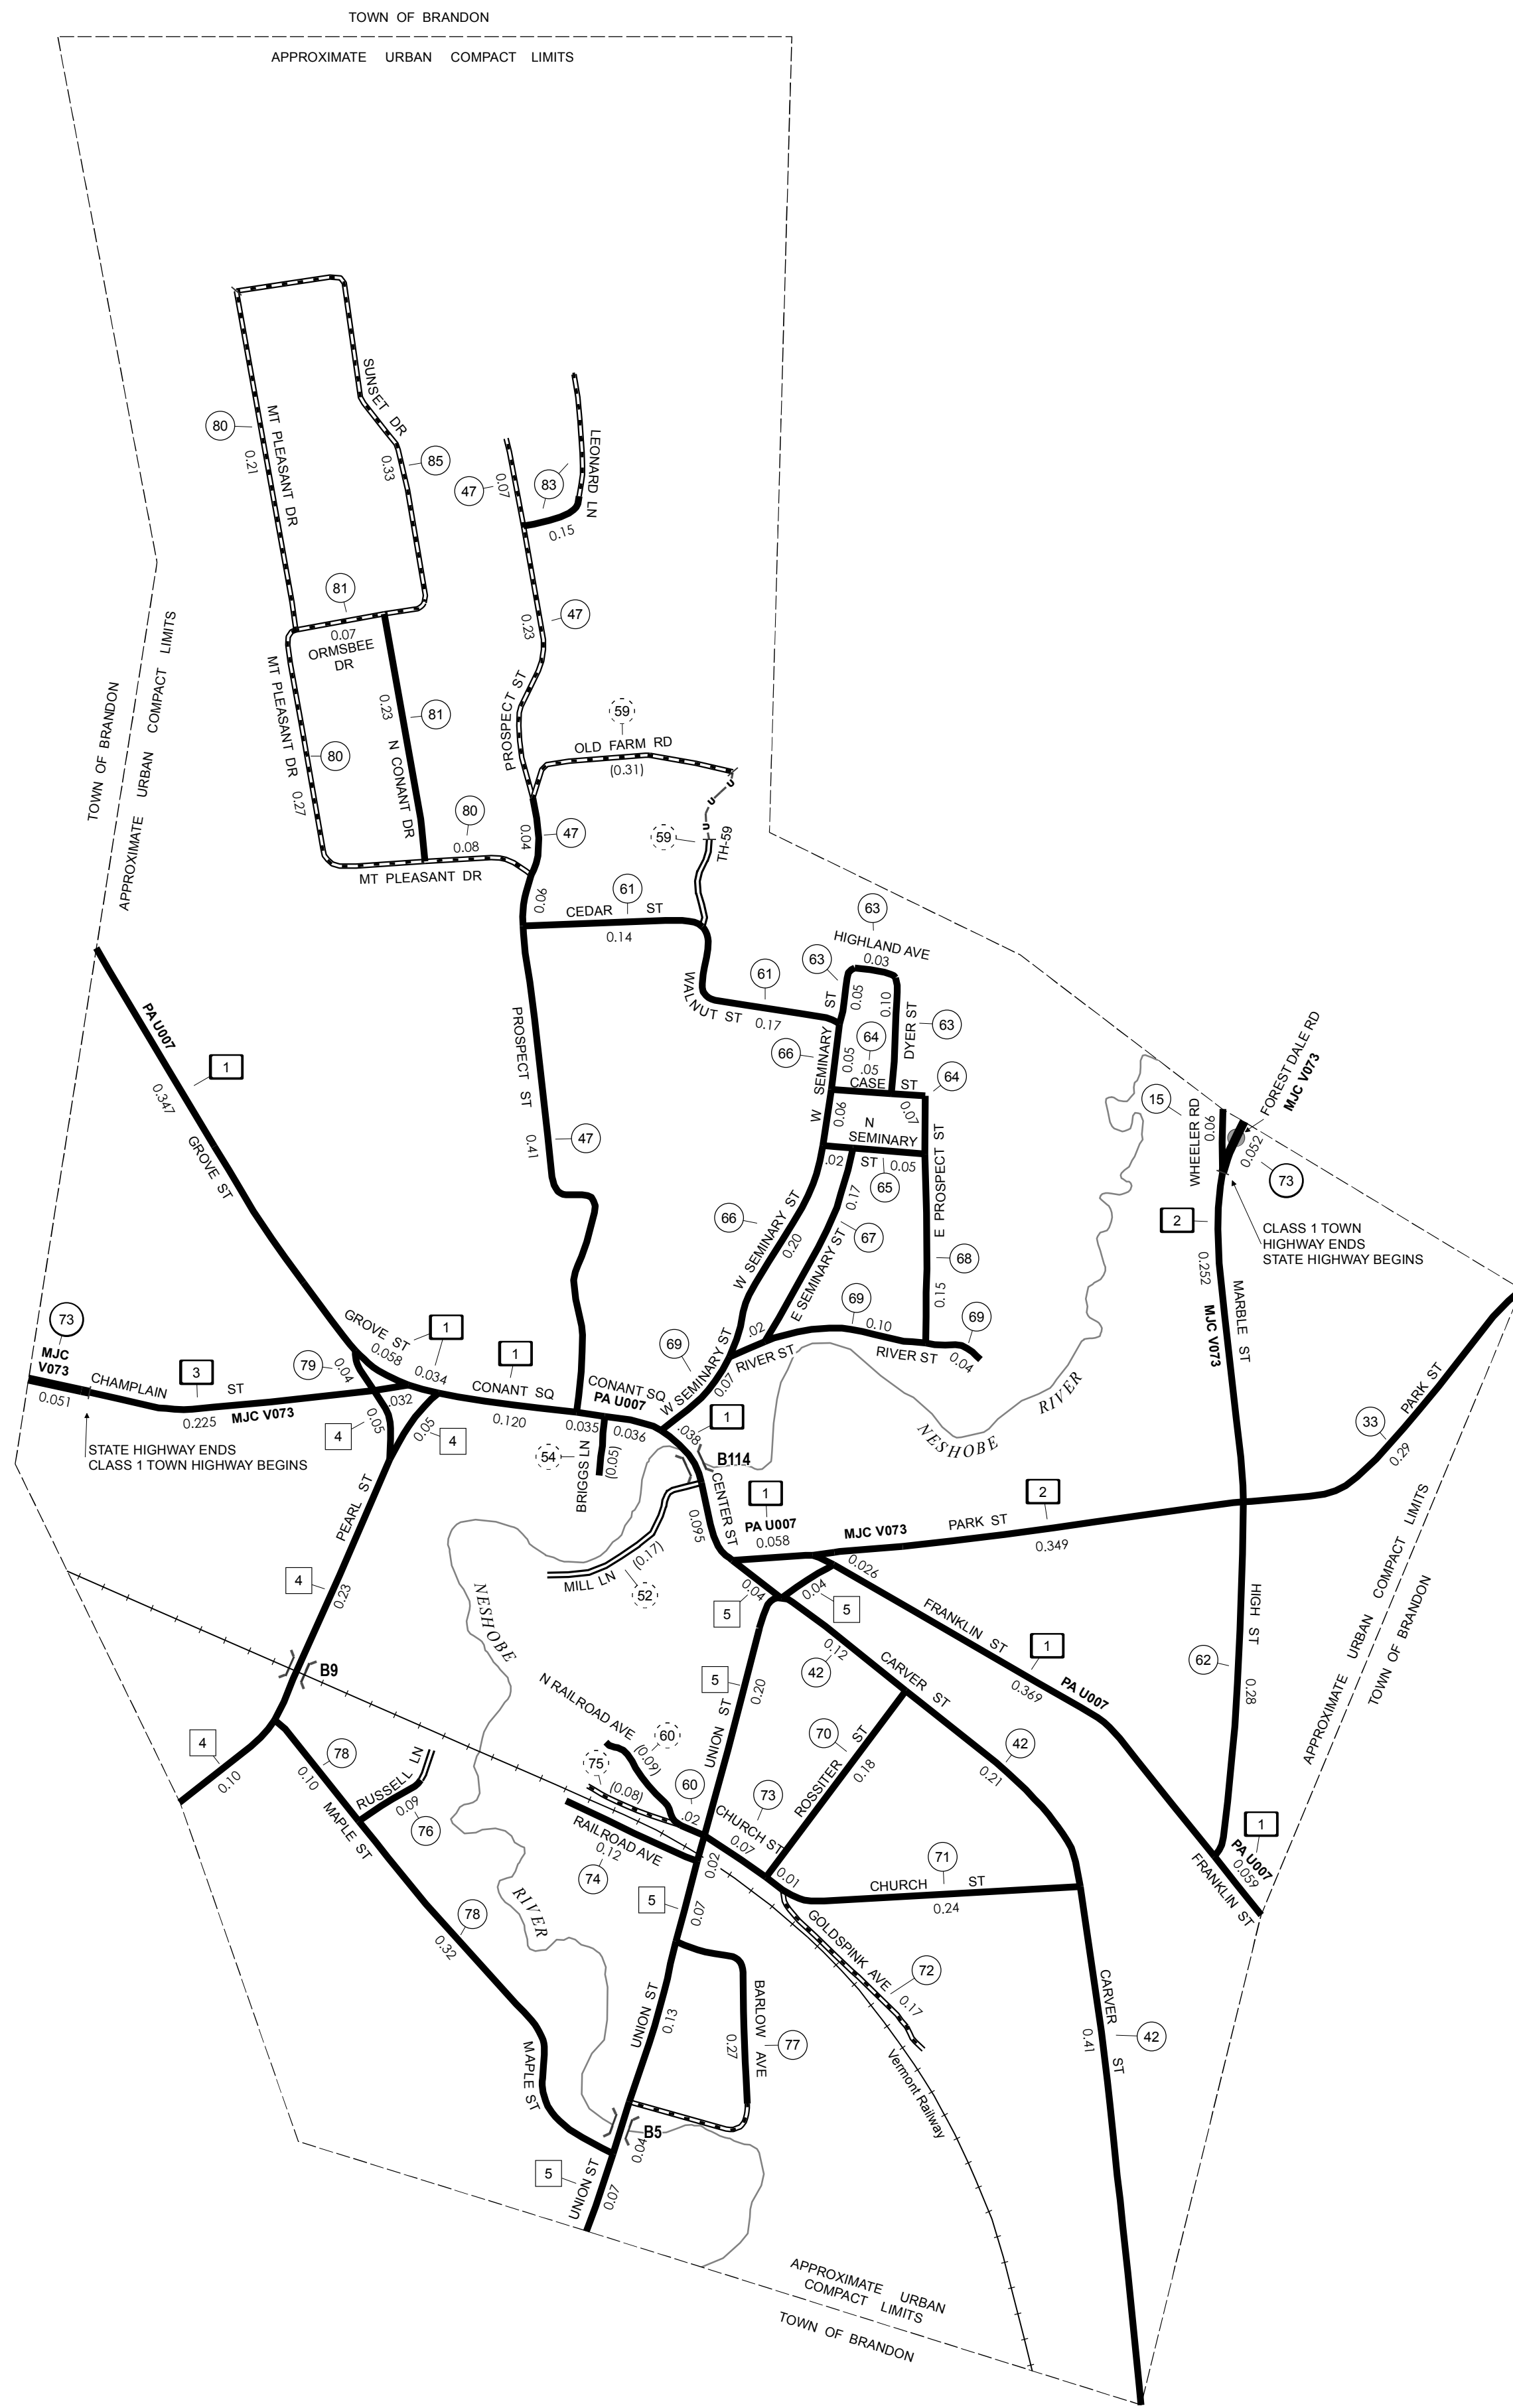 TOWN OF BRANDON
APPROXIMATE URBAN COMPACT LIMITS
SUNSET DR
0.33
85
80
MT PLEASANT DR
0.21
LEONARD LN
83
0.15
47
0.07
81
0.07
ORMSBEE
DR
47
0.23
PROSPECT ST
TOWN OF BRANDON
APPROXIMATE URBAN COMPACT LIMITS
MT PLEASANT DR
80
0.27
0.23
81
N CONANT DR
59
OLD FARM RD
(0.31)
80
0.08
MT PLEASANT DR
0.04
47
59
TH-59
0.06
61
CEDAR ST
0.14
63
HIGHLAND AVE
0.03
63
61
WALNUT ST
0.17
ST
0.05
0.10
DYER ST
63
64
66
W SEMINARY
0.05
.05
CASE ST
64
0.06
0.07
N
SEMINARY
ST
.02
0.05
65
PA U007
1
0.347
GROVE ST
PROSPECT ST
0.41
47
E PROSPECT ST
68
0.15
66
W SEMINARY ST
0.20
0.17
67
E SEMINARY ST
69
0.10
69
.02
RIVER ST
RIVER ST
0.04
69
W SEMINARY ST
0.07
15
WHEELER RD
0.06
FORESTDALE RD
MJC V073
0.052
73
2
CLASS 1 TOWN
HIGHWAY ENDS
STATE HIGHWAY BEGINS
0.252
MARBLE ST
MJC V073
NESHOBE
RIVER
73
MJC
V073
0.051
CHAMPLAIN ST
3
0.225
MJC V073
STATE HIGHWAY ENDS
CLASS 1 TOWN HIGHWAY BEGINS
GROVE ST
0.058
1
0.034
79
0.04
.032
0.05
4
0.05
4
1
CONANT SQ
0.120
CONANT SQ
PA U007
0.035
0.036
.038
1
B114
54
BRIGGS LN
(0.05)
CENTER ST
0.095
1
PA U007
0.058
MJC V073
PARK ST
2
0.349
33
PARK ST
0.29
PEARL ST
4
0.23
B9
MILL LN
(0.17)
52
NESHOBE
0.04
5
0.04
5
0.026
FRANKLIN ST
1
0.369
PA U007
0.12
42
CARVER ST
HIGH ST
62
0.28
APPROXIMATE URBAN COMPACT LIMITS
TOWN OF BRANDON
5
0.20
UNION ST
N RAILROAD AVE
(0.09)
60
75
(0.08)
60
.02
70
ROSSITER ST
0.18
42
0.21
4
0.10
78
0.10
RUSSELL LN
0.09
76
MAPLE ST
RAILROAD AVE
0.12
74
0.02
73
CHURCH ST
0.07
0.01
71
CHURCH ST
0.24
1
PA U007
0.059
FRANKLIN ST
5
0.07
RIVER
78
0.32
GOLDSPINK AVE
72
0.17
CARVER ST
42
0.41
UNION ST
0.13
BARLOW AVE
0.27
77
MAPLE ST
Vermont Railway
B5
0.04
5
UNION ST
0.07
APPROXIMATE URBAN
COMPACT LIMITS
TOWN OF BRANDON